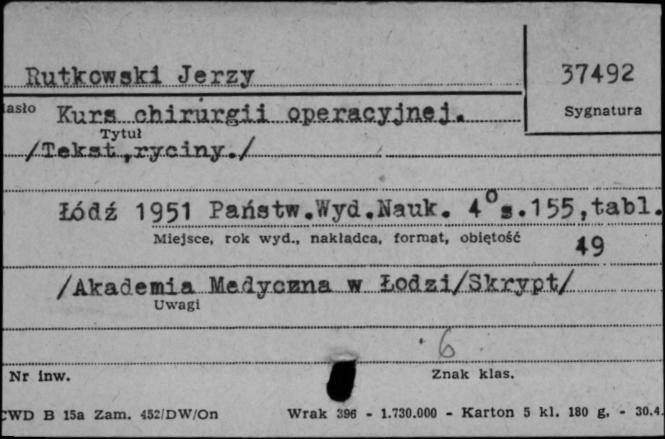 Rutkowski Jerzy
37492
Sygnatura
asło Kurs chirurgii operacyjnej.
Tytuł
/Tekst,ryciny./
Łódź 1951 Państw.Wyd.Nauk. 4⁰s.155,tabl.
Miejsce, rok wyd., nakładca, format, objętość
49
/Akademia Medyczna w Łodzi/Skrypt/
Uwagi
6
Nr inw.
Znak klas.
CWD B 15a Zam. 452/DW/On Wrak 396 - 1.730.000 - Karton 5 kl. 180 g. - 30.4.